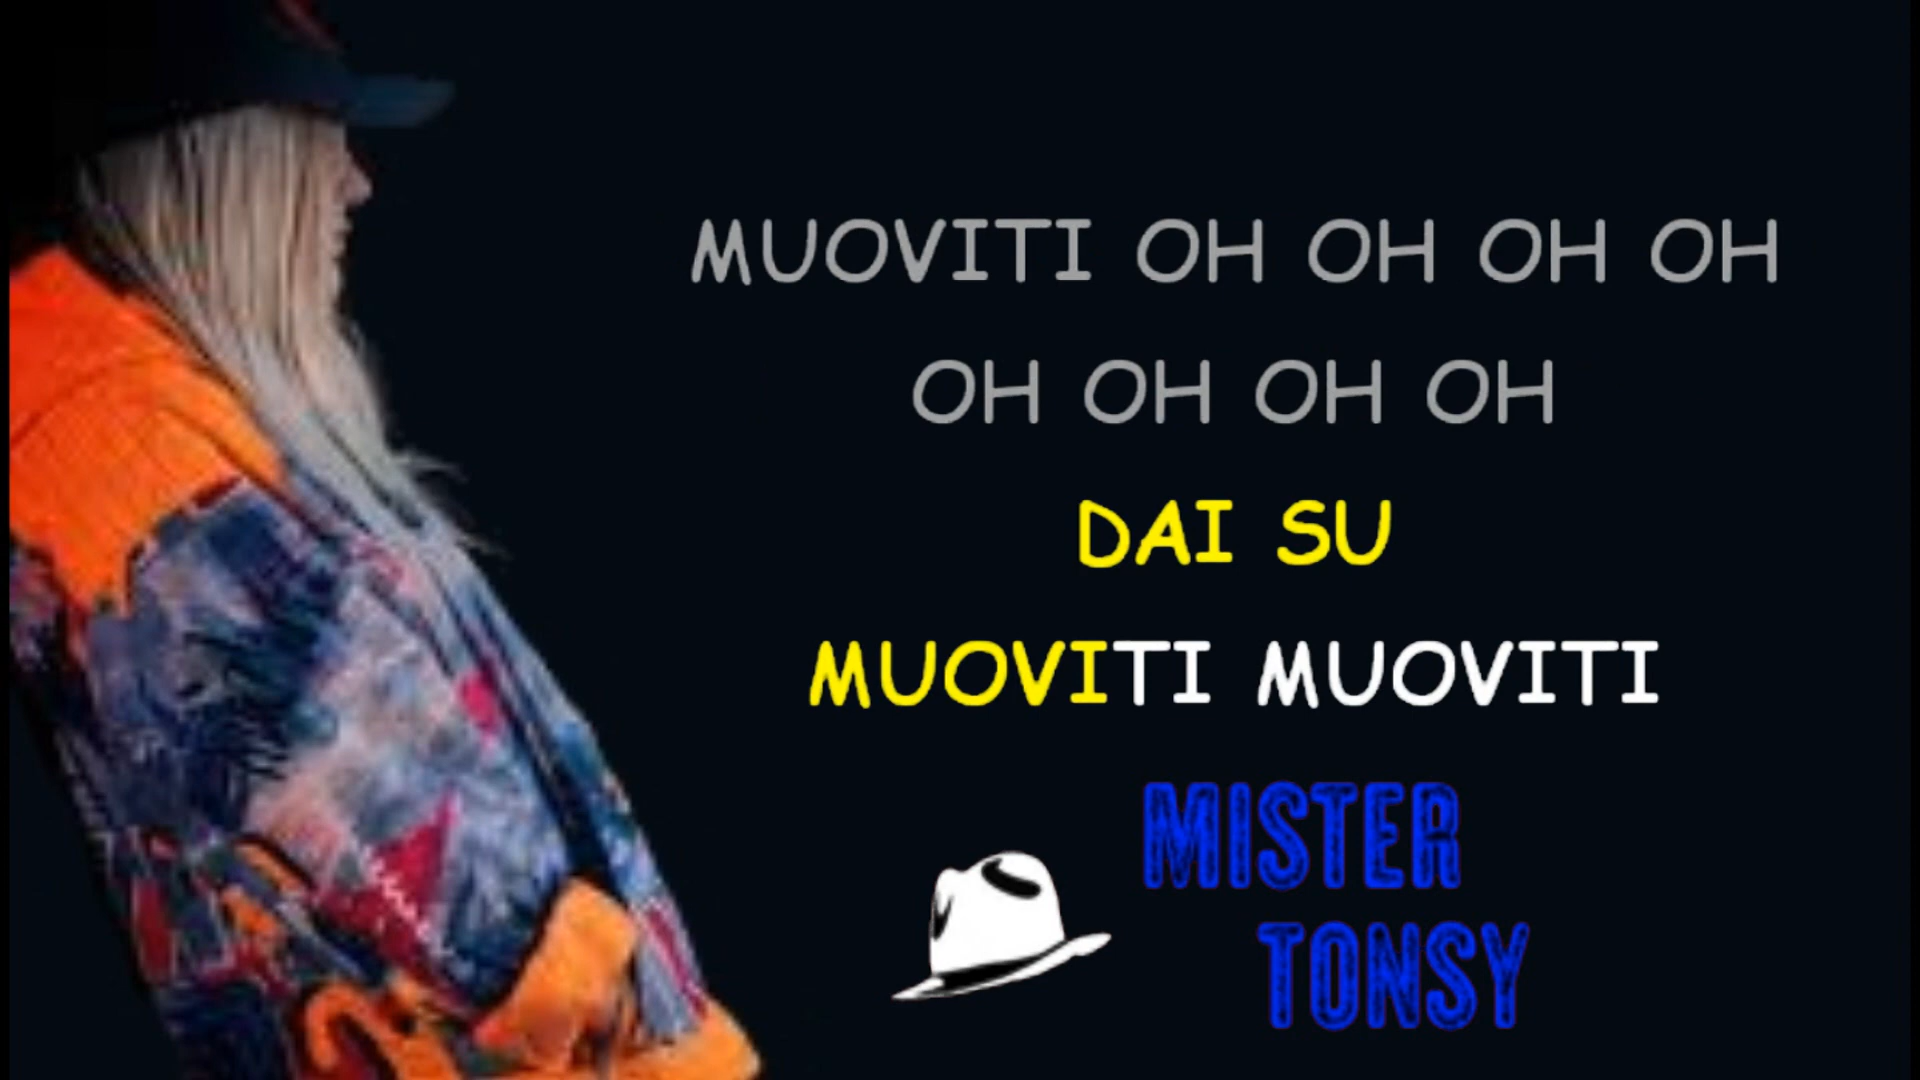 MUOVITI OH OH OH OH
OH OH OH OH
DAI SU
MUOVITI MUOVITI
MISTER
TONSY